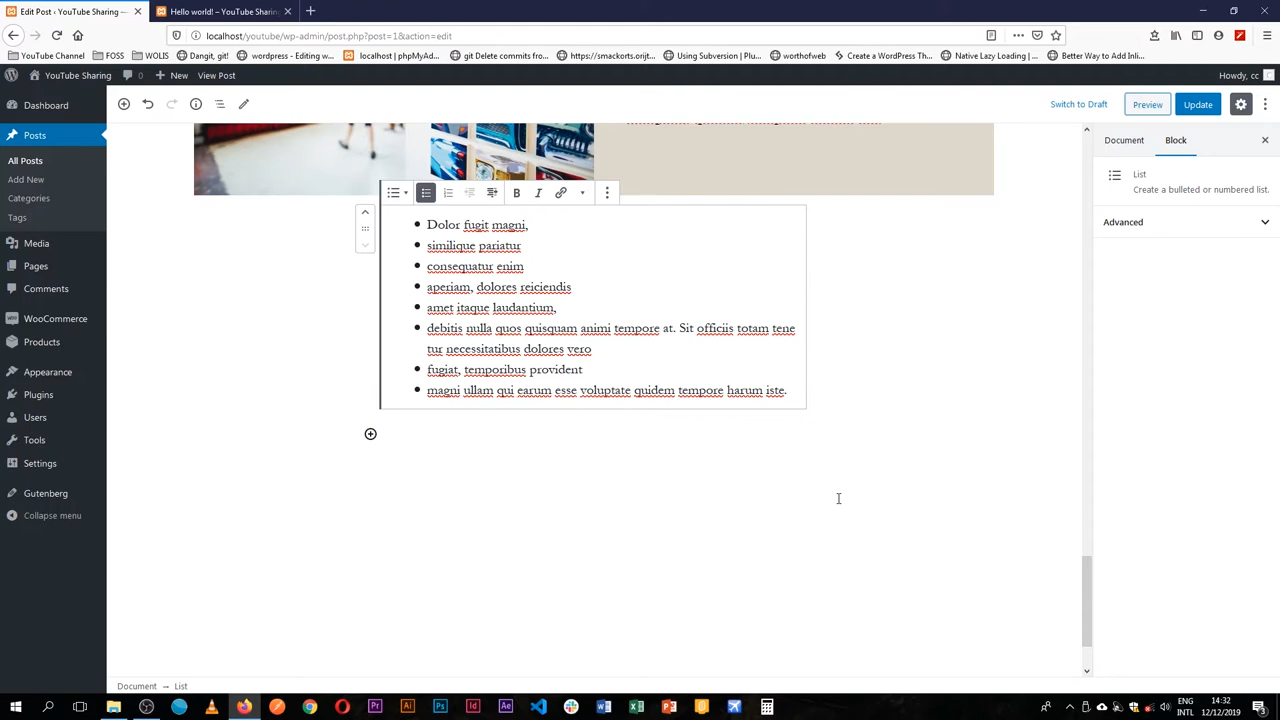 Edit Post ‹ YouTube Sharing —
Hello world! – YouTube Sharing
localhost/youtube/wp-admin/post.php?post=1&action=edit
YouTube Channel
FOSS
WOLIS
Dangit, git!
wordpress - Editing w...
localhost | phpMyAd...
git Delete commits fro...
https://smackorts.orijt...
Using Subversion | Plu...
worthofweb
Create a WordPress Th...
Native Lazy Loading |...
Better Way to Add Inli...
YouTube Sharing
0
New
View Post
Howdy, cc
Dashboard
Posts
All Posts
Add New
Categories
Tags
Media
Pages
Comments
WooCommerce
Products
Appearance
Plugins
Users
Tools
Settings
Gutenberg
Collapse menu
Switch to Draft
Preview
Update
B I
Dolor fugit magni,
similique pariatur
consequatur enim
aperiam, dolores reiciendis
amet itaque laudantium,
debitis nulla quos quisquam animi tempore at. Sit officiis totam tene
tur necessitatibus dolores vero
fugiat, temporibus provident
magni ullam qui earum esse voluptate quidem tempore harum iste.
Document
Block
List
Create a bulleted or numbered list.
Advanced
Document → List
ENG
INTL
14:32
12/12/2019
3